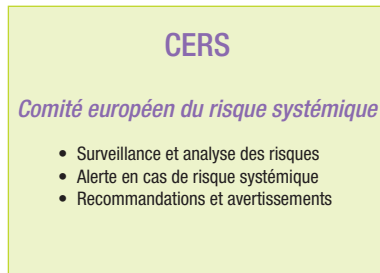 CERS
Comité européen du risque systémique
• Surveillance et analyse des risques
• Alerte en cas de risque systémique
• Recommandations et avertissements